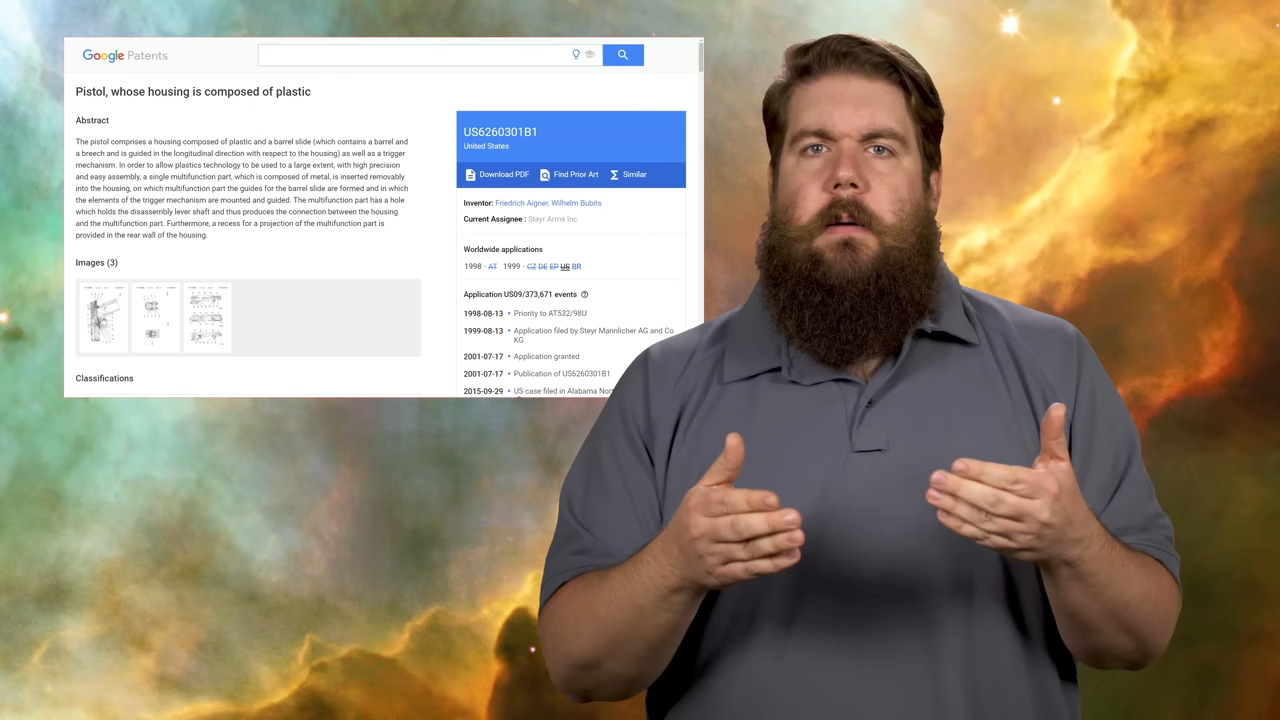 Google Patents
Pistol, whose housing is composed of plastic
Abstract
The pistol comprises a housing composed of plastic and a barrel slide (which contains a barrel and
a breech and is guided in the longitudinal direction with respect to the housing) as well as a trigger
mechanism. In order to allow plastics technology to be used to a large extent, with high precision
and easy assembly, a single multifunction part, which is composed of metal, is inserted removably
into the housing, on which multifunction part the guides for the barrel slide are formed and in which
the elements of the trigger mechanism are mounted and guided. The multifunction part has a hole
which holds the disassembly lever shaft and thus produces the connection between the housing
and the multifunction part. Furthermore, a recess for a projection of the multifunction part is
provided in the rear wall of the housing.
Images (3)
Classifications
US6260301B1
United States
Download PDF Find Prior Art Similar
Inventor: Friedrich Aigner, Wilhelm Bubits
Current Assignee : Steyr Arma Inc
Worldwide applications
1998 · AT 1999 · CZ DE EP US BR
Application US09/373,671 events
1998-08-13 • Priority to AT532/98U
1999-08-13 • Application filed by Steyr Mannlicher AG and Co
KG
2001-07-17 • Application granted
2001-07-17 • Publication of US6260301B1
2015-09-29 • US case filed in Alabama